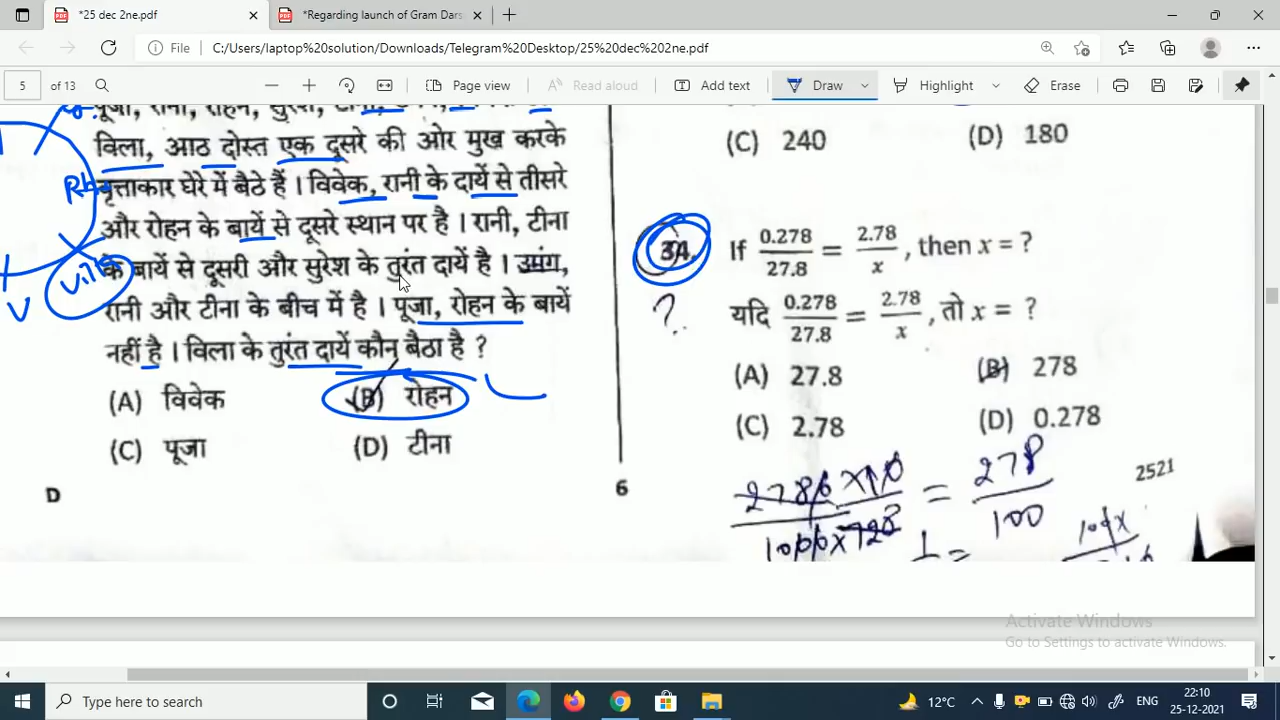 *25 dec 2ne.pdf
*Regarding launch of Gram Dars
File C:/Users/laptop%20solution/Downloads/Telegram%20Desktop/25%20dec%202ne.pdf
5 of 13 Page view Read aloud Add text Draw Highlight Erase
पूजा, रानी, रोहन, सुरेश, टीना,
विला, आठ दोस्त एक दूसरे की ओर मुख करके
वृत्ताकार घेरे में बैठे हैं । विवेक, रानी के दायें से तीसरे
और रोहन के बायें से दूसरे स्थान पर है । रानी, टीना
के बायें से दूसरी और सुरेश के तुरंत दायें है । उमंग,
रानी और टीना के बीच में है । पूजा, रोहन के बायें
नहीं है । विला के तुरंत दायें कौन बैठा है ?
(A) विवेक (B) रोहन
(C) पूजा (D) टीना
Rh
V
D
6
(C) 240 (D) 180
34. If 0.278/27.8 = 2.78/x, then x = ?
?
यदि 0.278/27.8 = 2.78/x, तो x = ?
(A) 27.8 (B) 278
(C) 2.78 (D) 0.278
= 278/100
2521
Activate Windows
Go to Settings to activate Windows.
Type here to search
12°C
ENG
22:10
25-12-2021